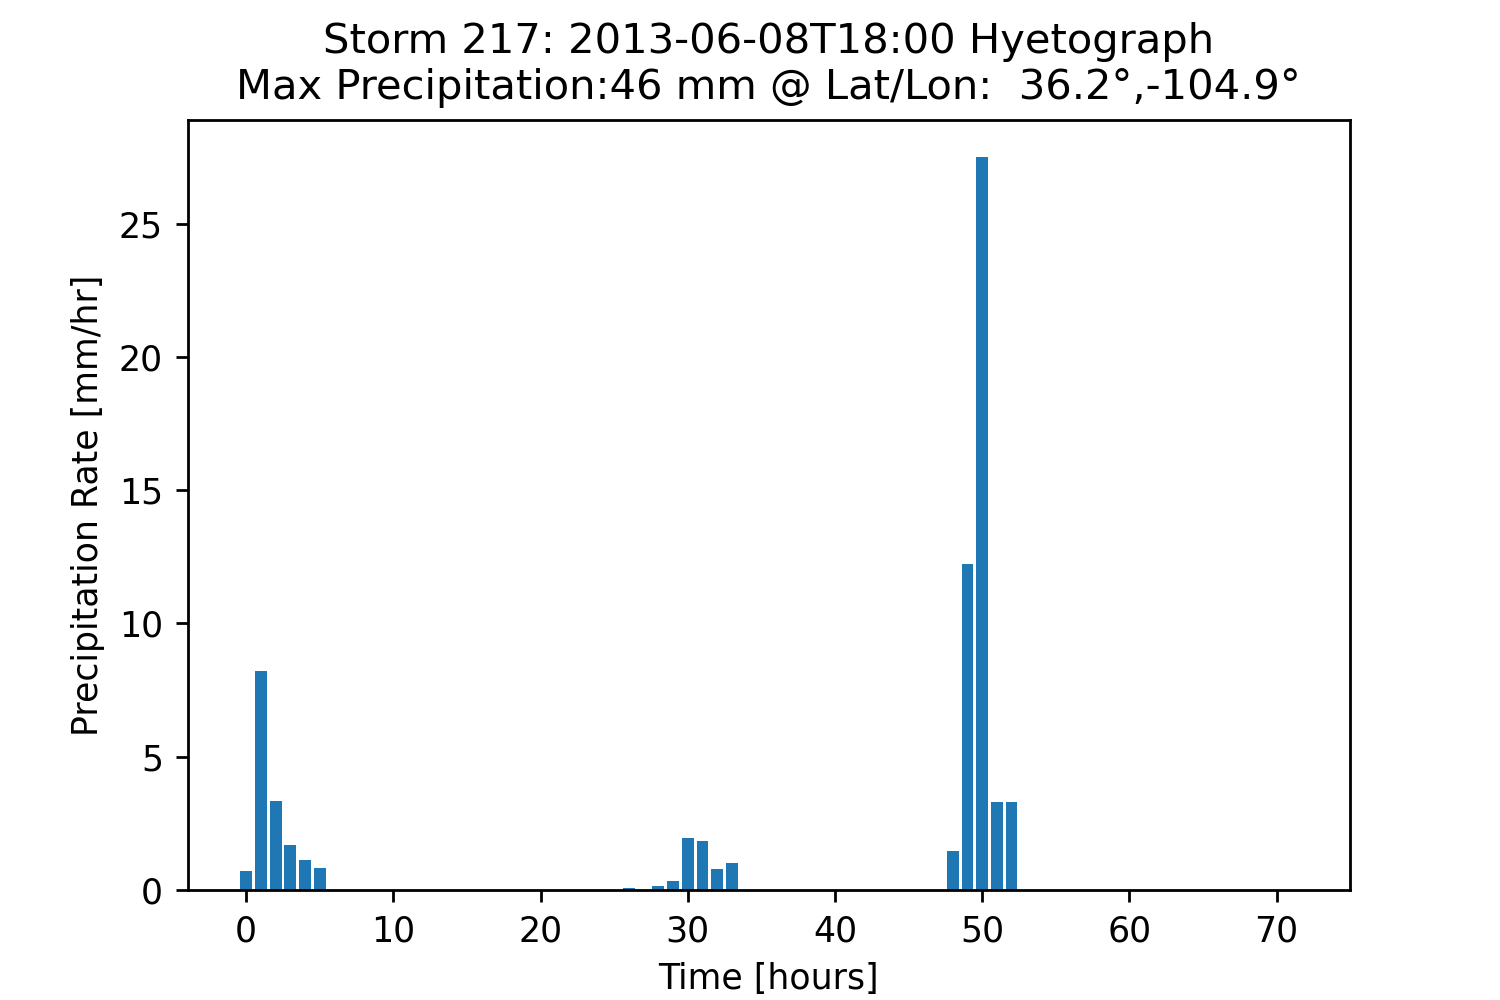 Storm 217: 2013-06-08T18:00 Hyetograph
Max Precipitation:46 mm @ Lat/Lon:  36.2°,-104.9°
25
20
15
10
5
0
Precipitation Rate [mm/hr]
0 10 20 30 40 50 60 70
Time [hours]